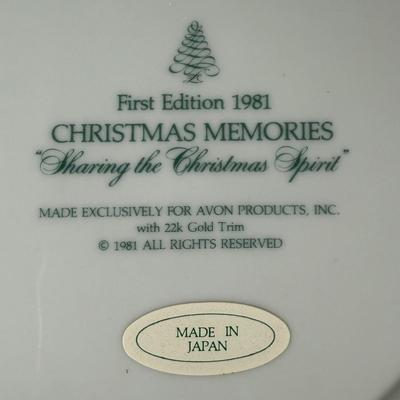 First Edition 1981
CHRISTMAS MEMORIES
"Sharing the Christmas Spirit"
MADE EXCLUSIVELY FOR AVON PRODUCTS, INC.
with 22k Gold Trim
© 1981 ALL RIGHTS RESERVED
MADE IN
JAPAN